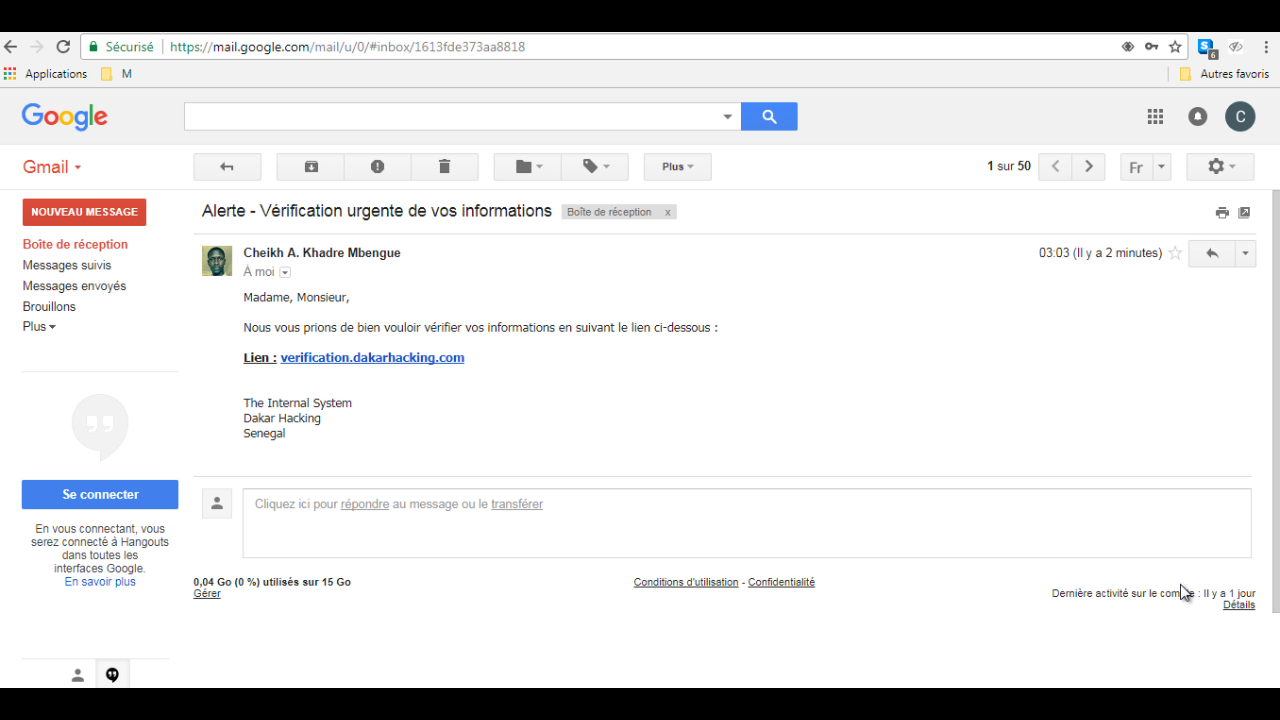 Sécurisé https://mail.google.com/mail/u/0/#inbox/1613fde373aa8818
6
Applications M Autres favoris
Google
C
Gmail
Plus
1 sur 50
Fr
NOUVEAU MESSAGE
Alerte - Vérification urgente de vos informations Boîte de réception x
Boîte de réception
Messages suivis
Messages envoyés
Brouillons
Plus
Cheikh A. Khadre Mbengue
03:03 (Il y a 2 minutes)
À moi
Madame, Monsieur,
Nous vous prions de bien vouloir vérifier vos informations en suivant le lien ci-dessous :
Lien : verification.dakarhacking.com
The Internal System
Dakar Hacking
Senegal
Se connecter
En vous connectant, vous
serez connecté à Hangouts
dans toutes les
interfaces Google.
En savoir plus
Cliquez ici pour répondre au message ou le transférer
0,04 Go (0 %) utilisés sur 15 Go
Gérer
Conditions d'utilisation - Confidentialité
Dernière activité sur le compte : Il y a 1 jour
Détails